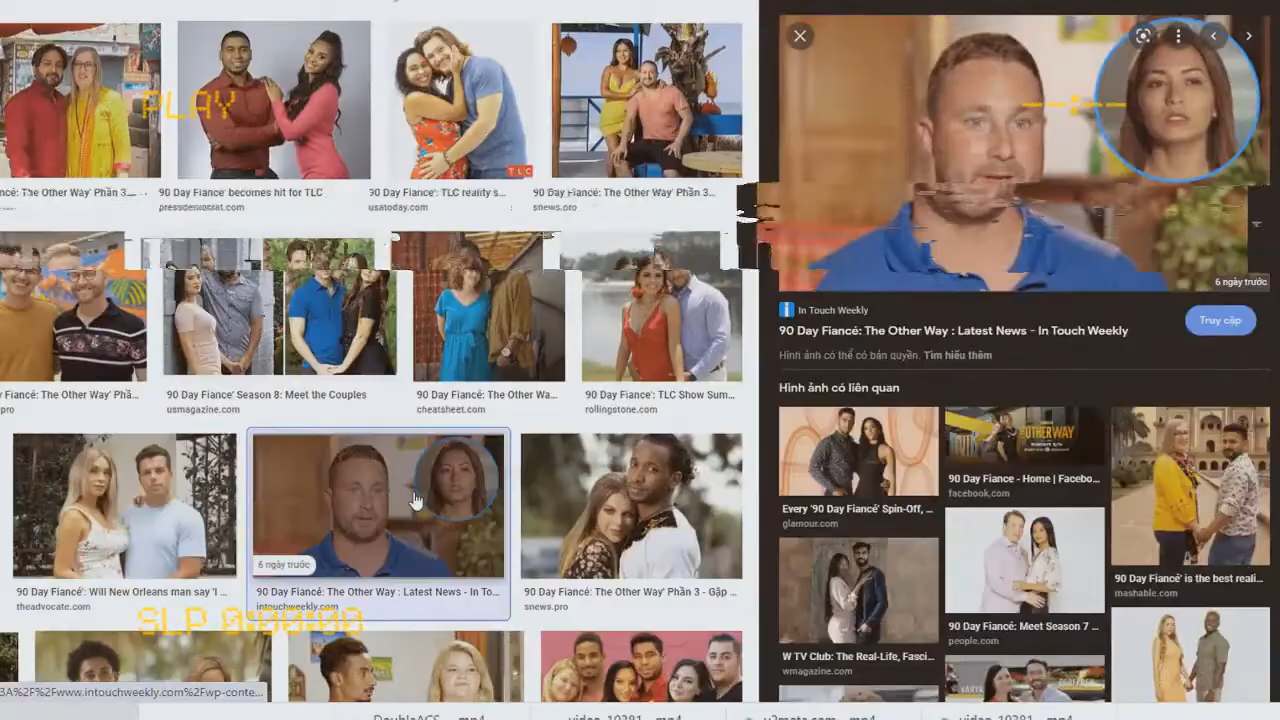 PLAY
TLC
ncé: The Other Way' Phần 3...
90 Day Fiance' becomes hit for TLC
90 Day Fiancé': TLC reality s...
90 Day Fiancé: The Other Way' Phần 3...
usatoday.com
snews.pro
6 ngày trước
In Touch Weekly
90 Day Fiancé: The Other Way : Latest News - In Touch Weekly
Truy cập
Hình ảnh có thể có bản quyền. Tìm hiểu thêm
Hình ảnh có liên quan
y Fiancé: The Other Way' Phầ...
pro
90 Day Fiance' Season 8: Meet the Couples
usmagazine.com
90 Day Fiancé: The Other Wa...
cheatsheet.com
90 Day Fiance': TLC Show Sum...
rollingstone.com
OTHERWAY
Every '90 Day Fiancé' Spin-Off, ...
glamour.com
90 Day Fiance - Home | Facebo...
facebook.com
90 Day Fiancé' is the best reali...
mashable.com
6 ngày trước
90 Day Fiancé': Will New Orleans man say 'I ...
theadvocate.com
90 Day Fiancé: The Other Way : Latest News - In To...
intouchweekly.com
90 Day Fiancé: The Other Way' Phần 3 - Gặp ...
snews.pro
SLP 0:00:00
90 Day Fiancé: Meet Season 7 ...
people.com
W TV Club: The Real-Life, Fasci...
wmagazine.com
3A%2F%2Fwww.intouchweekly.com%2Fwp-conte...